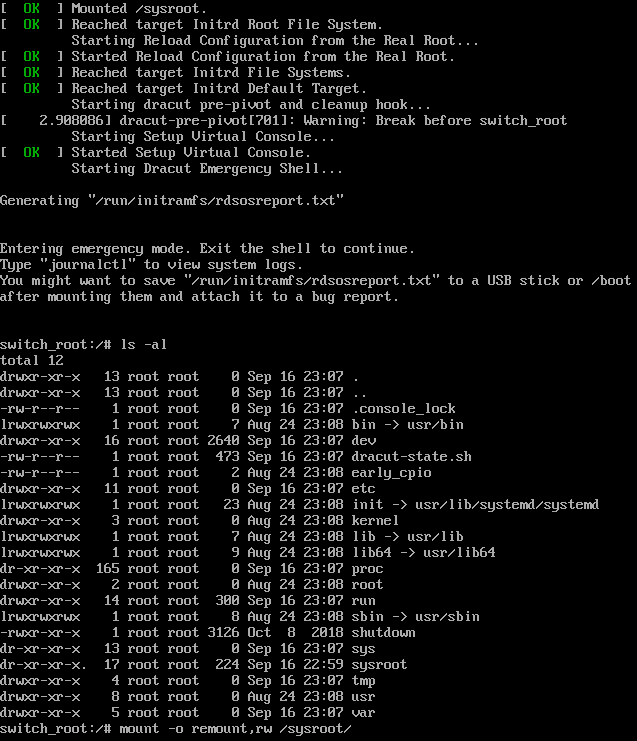 [  OK  ] Mounted /sysroot.
[  OK  ] Reached target Initrd Root File System.
         Starting Reload Configuration from the Real Root...
[  OK  ] Started Reload Configuration from the Real Root.
[  OK  ] Reached target Initrd File Systems.
[  OK  ] Reached target Initrd Default Target.
         Starting dracut pre-pivot and cleanup hook...
[    2.908086] dracut-pre-pivot[701]: Warning: Break before switch_root
         Starting Setup Virtual Console...
[  OK  ] Started Setup Virtual Console.
         Starting Dracut Emergency Shell...
Generating "/run/initramfs/rdsosreport.txt"
Entering emergency mode. Exit the shell to continue.
Type "journalctl" to view system logs.
You might want to save "/run/initramfs/rdsosreport.txt" to a USB stick or /boot
after mounting them and attach it to a bug report.
switch_root:/# ls -al
total 12
drwxr-xr-x   13 root root    0 Sep 16 23:07 .
drwxr-xr-x   13 root root    0 Sep 16 23:07 ..
-rw-r--r--    1 root root    0 Sep 16 23:07 .console_lock
lrwxrwxrwx    1 root root    7 Aug 24 23:08 bin -> usr/bin
drwxr-xr-x   16 root root 2640 Sep 16 23:07 dev
-rw-r--r--    1 root root  473 Sep 16 23:07 dracut-state.sh
-rw-r--r--    1 root root    2 Aug 24 23:08 early_cpio
drwxr-xr-x   11 root root    0 Sep 16 23:07 etc
lrwxrwxrwx    1 root root   23 Aug 24 23:08 init -> usr/lib/systemd/systemd
drwxr-xr-x    3 root root    0 Aug 24 23:08 kernel
lrwxrwxrwx    1 root root    7 Aug 24 23:08 lib -> usr/lib
lrwxrwxrwx    1 root root    9 Aug 24 23:08 lib64 -> usr/lib64
dr-xr-xr-x  165 root root    0 Sep 16 23:07 proc
drwxr-xr-x    2 root root    0 Aug 24 23:08 root
drwxr-xr-x   14 root root  300 Sep 16 23:07 run
lrwxrwxrwx    1 root root    8 Aug 24 23:08 sbin -> usr/sbin
-rwxr-xr-x    1 root root 3126 Oct  8  2018 shutdown
dr-xr-xr-x   13 root root    0 Sep 16 23:07 sys
dr-xr-xr-x.  17 root root  224 Sep 16 22:59 sysroot
drwxr-xr-x    4 root root    0 Sep 16 23:07 tmp
drwxr-xr-x    8 root root    0 Aug 24 23:08 usr
drwxr-xr-x    5 root root    0 Sep 16 23:07 var
switch_root:/# mount -o remount,rw /sysroot/